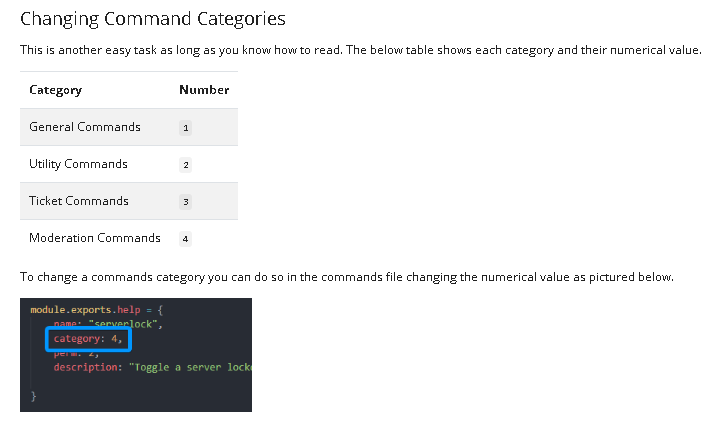 Changing Command Categories
This is another easy task as long as you know how to read. The below table shows each category and their numerical value.
Category Number
General Commands 1
Utility Commands 2
Ticket Commands 3
Moderation Commands 4
To change a commands category you can do so in the commands file changing the numerical value as pictured below.
module.exports.help = {
name: "serverlock",
category: 4,
perm: 2,
description: "Toggle a server lock
}